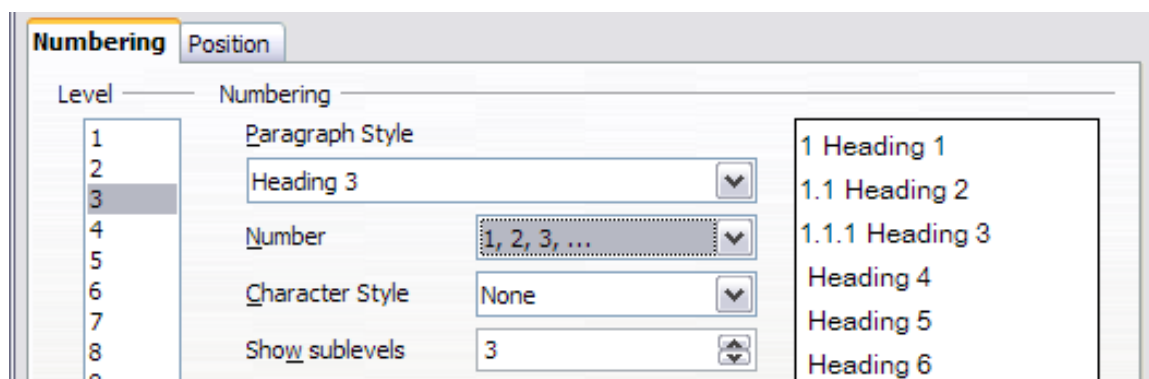 Numbering Position
Level Numbering
1
2
3
4
5
6
7
8
Paragraph Style
Heading 3
Number 1, 2, 3, ...
Character Style None
Show sublevels 3
1 Heading 1
1.1 Heading 2
1.1.1 Heading 3
Heading 4
Heading 5
Heading 6